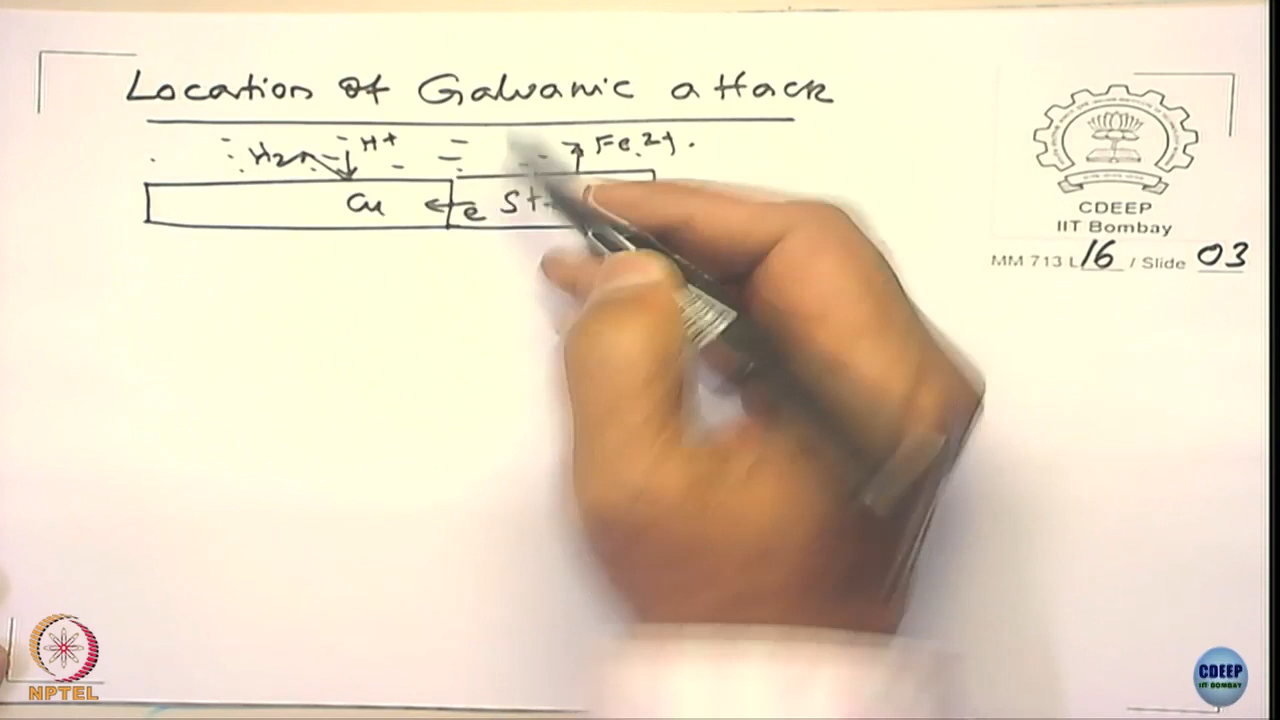 Location of Galvanic attack
H2 H+ Fe2+.
Cu ← e St
CDEEP
IIT Bombay
MM 713 L 16 / Slide 03
NPTEL
CDEEP
IIT BOMBAY